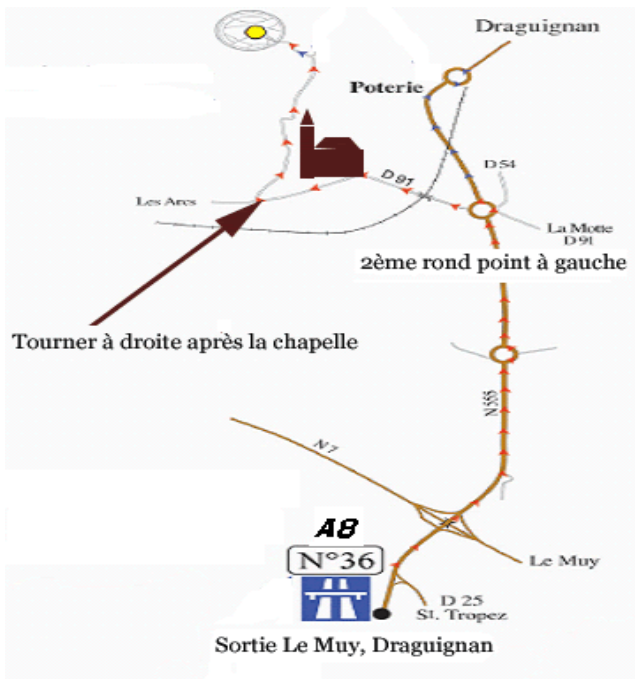 Draguignan
Poterie
D 54
D 91
Les Arcs
La Motte
D 91
2ème rond point à gauche
Tourner à droite après la chapelle
N555
N 7
A8
N°36
Le Muy
D 25
St. Tropez
Sortie Le Muy, Draguignan